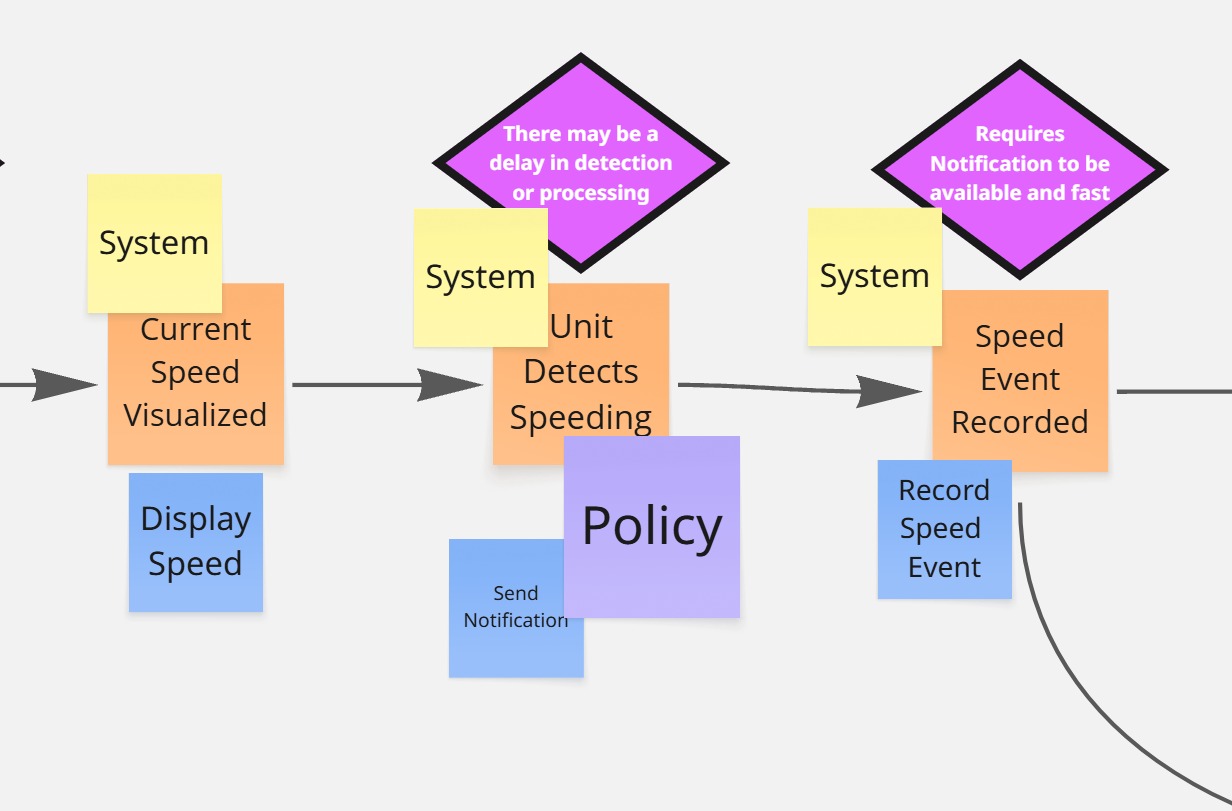 There may be a
delay in detection
or processing
Requires
Notification to be
available and fast
System
System
System
Current
Speed
Visualized
Unit
Detects
Speeding
Speed
Event
Recorded
Display
Speed
Policy
Send
Notification
Record
Speed
Event